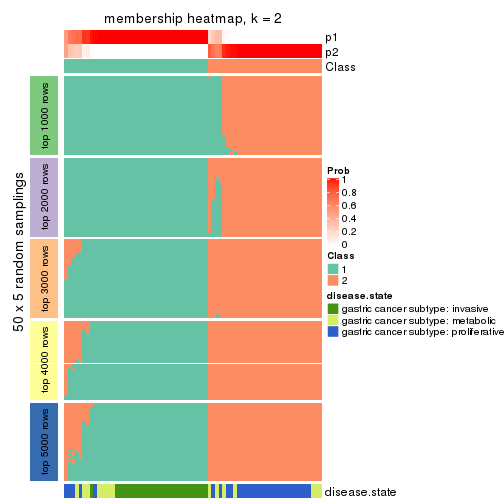 membership heatmap, k = 2
p1
p2
Class
50 x 5 random samplings
top 1000 rows
top 2000 rows
top 3000 rows
top 4000 rows
top 5000 rows
Prob
1
0.8
0.6
0.4
0.2
0
Class
1
2
disease.state
gastric cancer subtype: invasive
gastric cancer subtype: metabolic
gastric cancer subtype: proliferative
disease.state